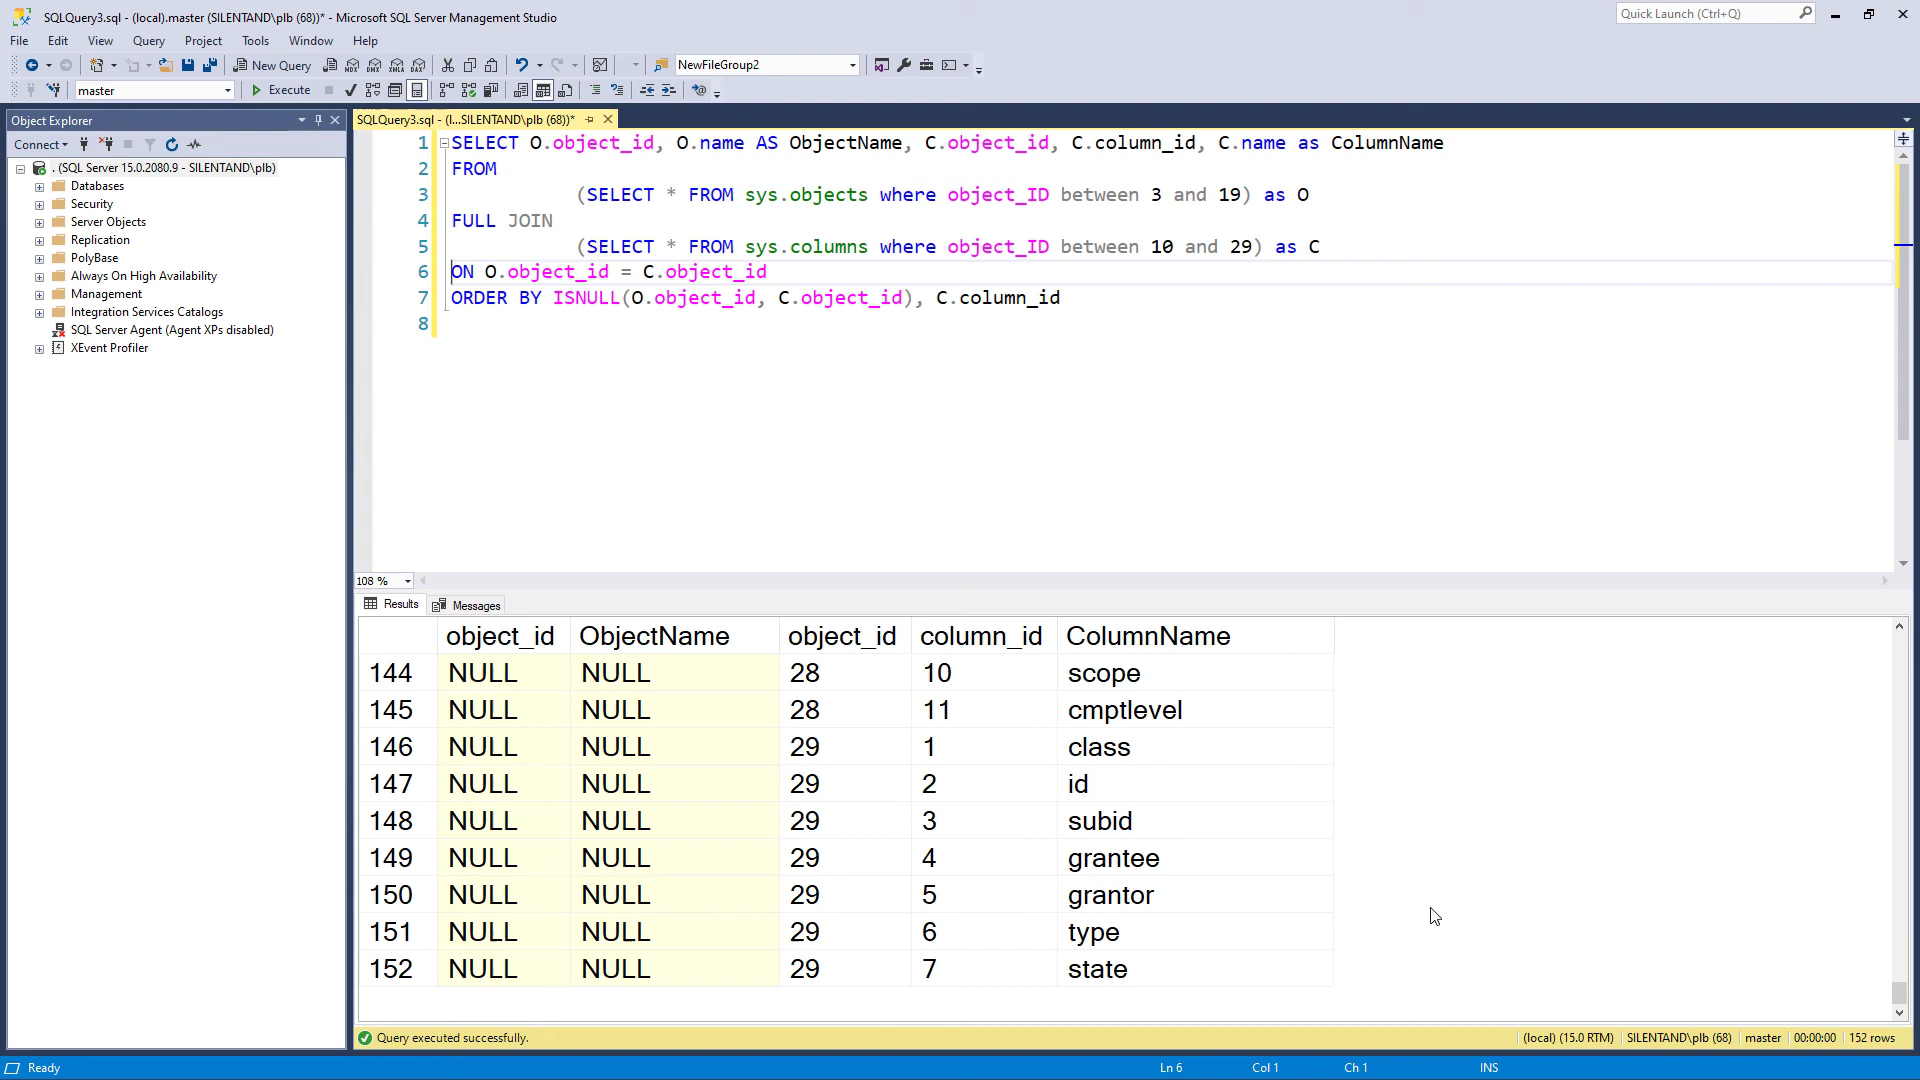 SQLQuery3.sql - (local).master (SILENTAND\plb (68))* - Microsoft SQL Server Management Studio
Quick Launch (Ctrl+Q)
File Edit View Query Project Tools Window Help
New Query MDX DMX XMLA DAX NewFileGroup2
master Execute
Object Explorer
SQLQuery3.sql - (l...SILENTAND\plb (68))*
Connect
. (SQL Server 15.0.2080.9 - SILENTAND\plb)
Databases
Security
Server Objects
Replication
PolyBase
Always On High Availability
Management
Integration Services Catalogs
SQL Server Agent (Agent XPs disabled)
XEvent Profiler
1 SELECT O.object_id, O.name AS ObjectName, C.object_id, C.column_id, C.name as ColumnName
2 FROM
3 (SELECT * FROM sys.objects where object_ID between 3 and 19) as O
4 FULL JOIN
5 (SELECT * FROM sys.columns where object_ID between 10 and 29) as C
6 ON O.object_id = C.object_id
7 ORDER BY ISNULL(O.object_id, C.object_id), C.column_id
8
108 %
Results Messages
object_id ObjectName object_id column_id ColumnName
144 NULL NULL 28 10 scope
145 NULL NULL 28 11 cmptlevel
146 NULL NULL 29 1 class
147 NULL NULL 29 2 id
148 NULL NULL 29 3 subid
149 NULL NULL 29 4 grantee
150 NULL NULL 29 5 grantor
151 NULL NULL 29 6 type
152 NULL NULL 29 7 state
Query executed successfully. (local) (15.0 RTM) SILENTAND\plb (68) master 00:00:00 152 rows
Ready Ln 6 Col 1 Ch 1 INS